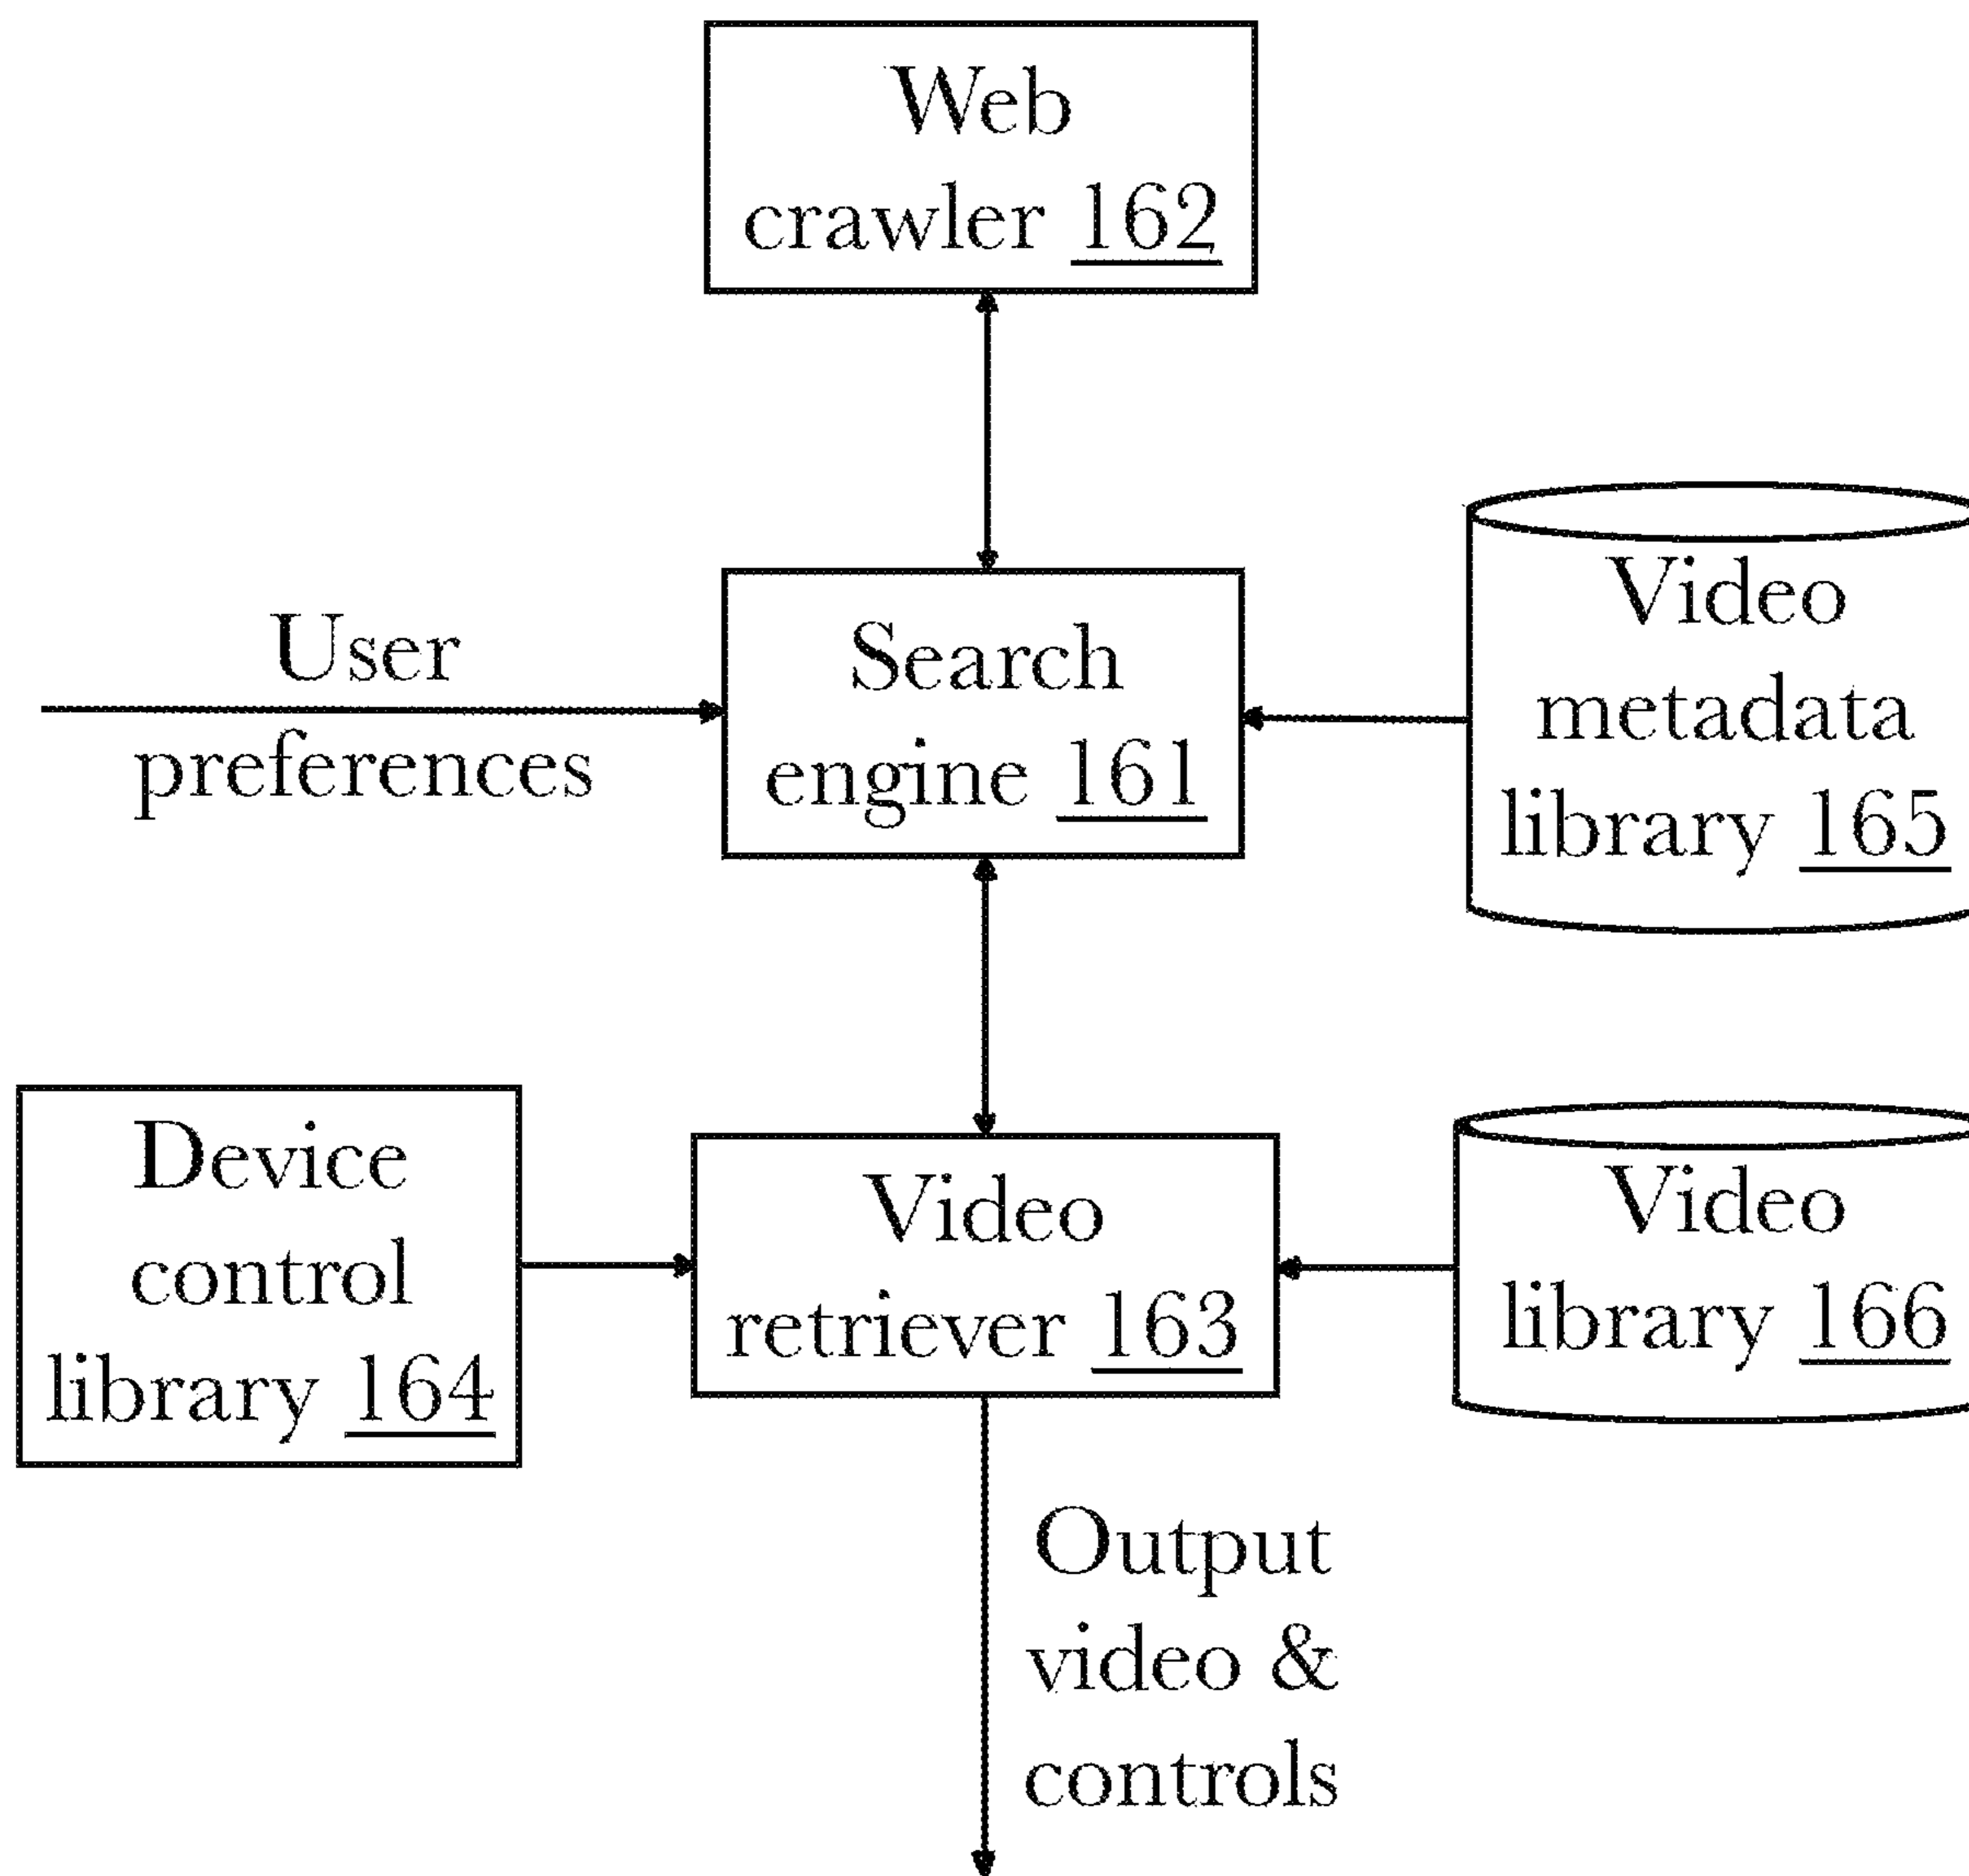 Web
crawler 162
User
preferences
Search
engine 161
Video
metadata
library 165
Device
control
library 164
Video
retriever 163
Video
library 166
Output
video &
controls